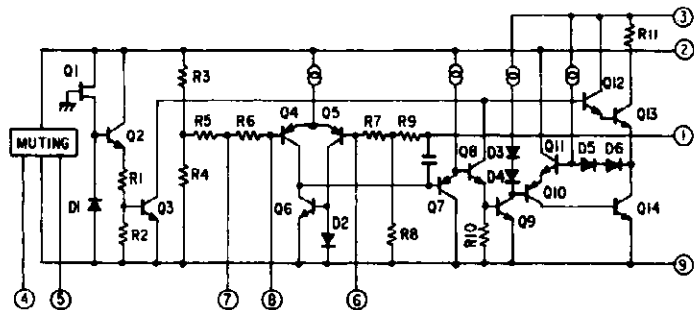 3
R11
2
Q1
R3
Q12
Q4
Q5
Q13
Q2
R5
R6
R7
R9
1
MUTING
Q8
D3
Q11
D5
D6
R1
R4
D4
Q10
D1
Q3
Q6
D2
Q7
Q9
Q14
R2
R8
R10
9
4
5
7
8
6